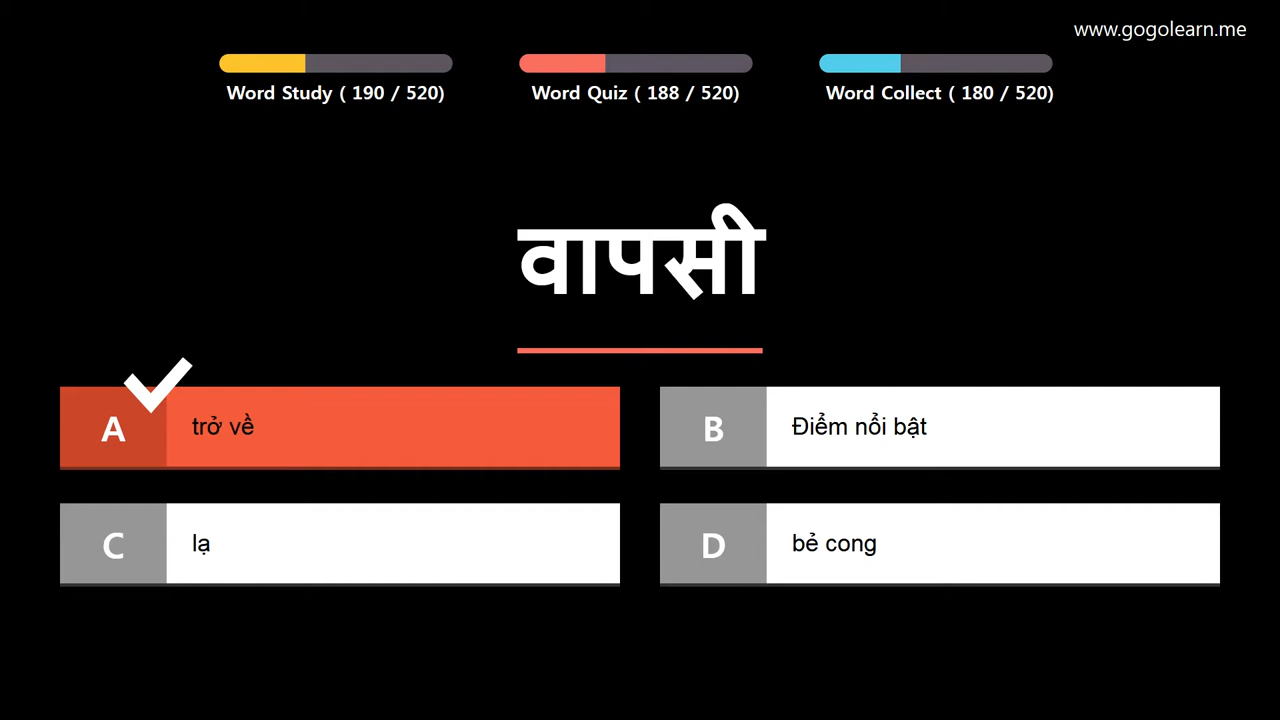 www.gogolearn.me
Word Study ( 190 / 520)
Word Quiz ( 188 / 520)
Word Collect ( 180 / 520)
वापसी
A trở về
B Điểm nổi bật
C lạ
D bẻ cong